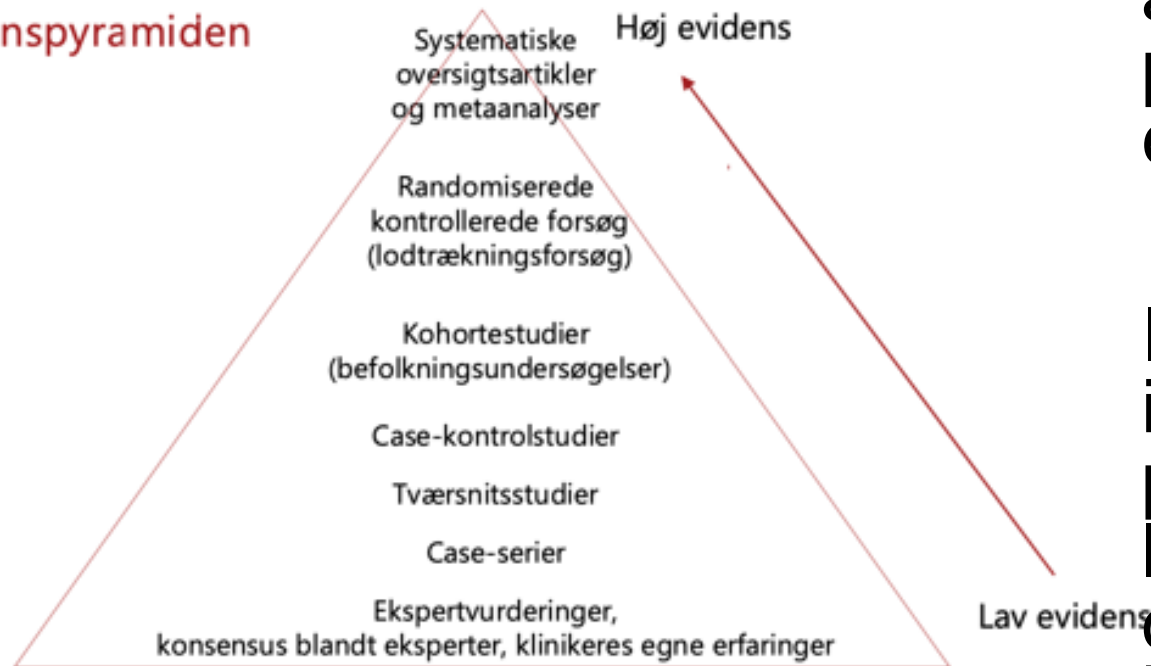 nspyramiden
Høj evidens
Systematiske
oversigtsartikler
og metaanalyser
Randomiserede
kontrollerede forsøg
(lodtrækningsforsøg)
Kohortestudier
(befolkningsundersøgelser)
Case-kontrolstudier
Tværsnitsstudier
Case-serier
Ekspertvurderinger,
konsensus blandt eksperter, klinikeres egne erfaringer
Lav evidens